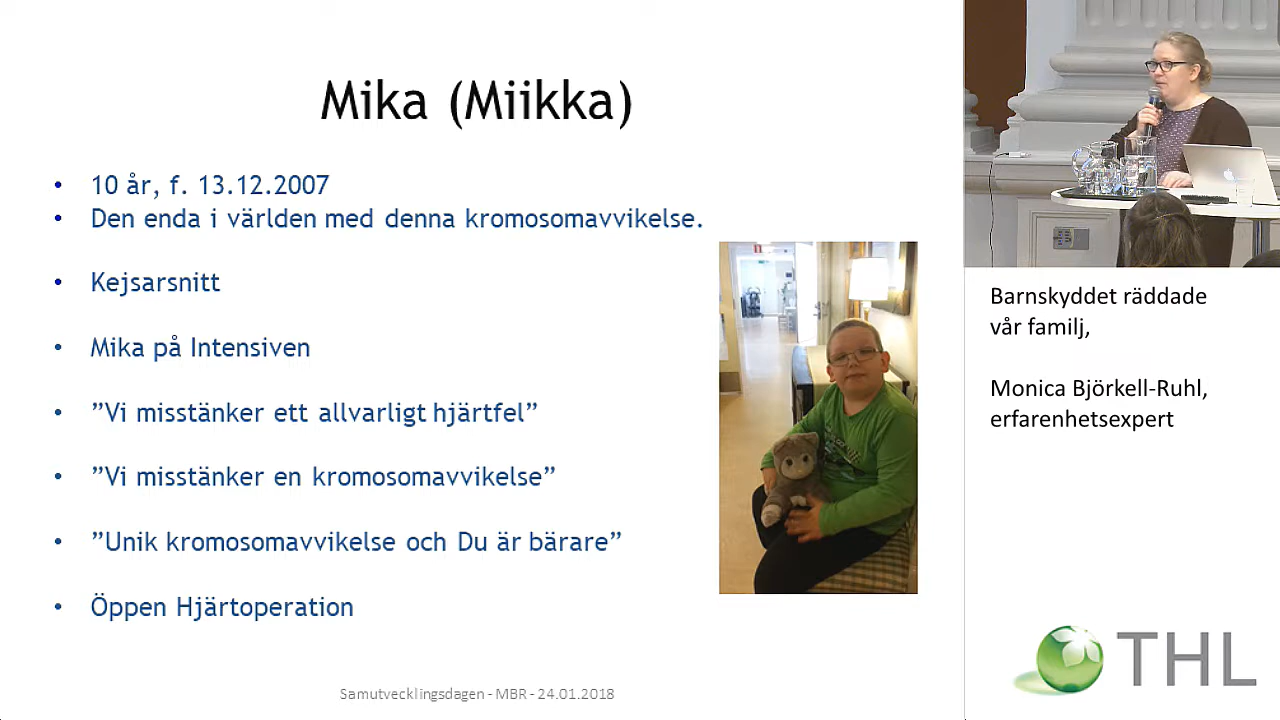 Mika (Miikka)
• 10 år, f. 13.12.2007
• Den enda i världen med denna kromosomavvikelse.
• Kejsarsnitt
• Mika på Intensiven
• ”Vi misstänker ett allvarligt hjärtfel”
• ”Vi misstänker en kromosomavvikelse”
• ”Unik kromosomavvikelse och Du är bärare”
• Öppen Hjärtoperation
Samutvecklingsdagen - MBR - 24.01.2018
Barnskyddet räddade
vår familj,
Monica Björkell-Ruhl,
erfarenhetsexpert
THL